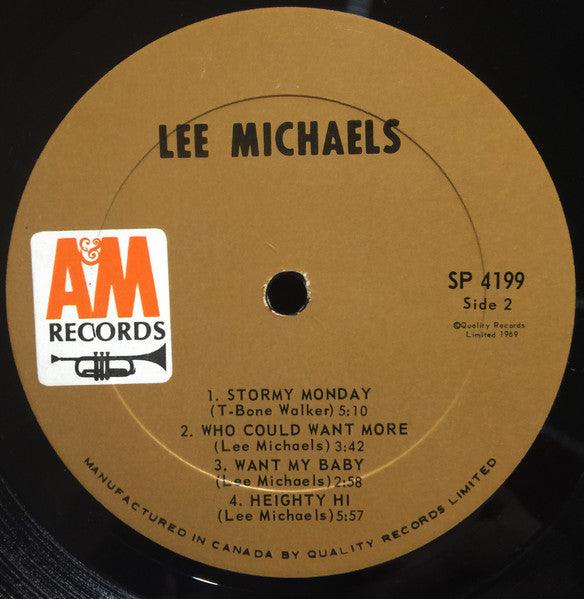 LEE MICHAELS
A&M
RECORDS
SP 4199
Side 2
©Quality Records
Limited 1969
1. STORMY MONDAY
(T-Bone Walker) 5:10
2. WHO COULD WANT MORE
(Lee Michaels) 3:42
3. WANT MY BABY
(Lee Michaels) 2:58
4. HEIGHTY HI
(Lee Michaels) 5:57
MANUFACTURED IN CANADA BY QUALITY RECORDS LIMITED